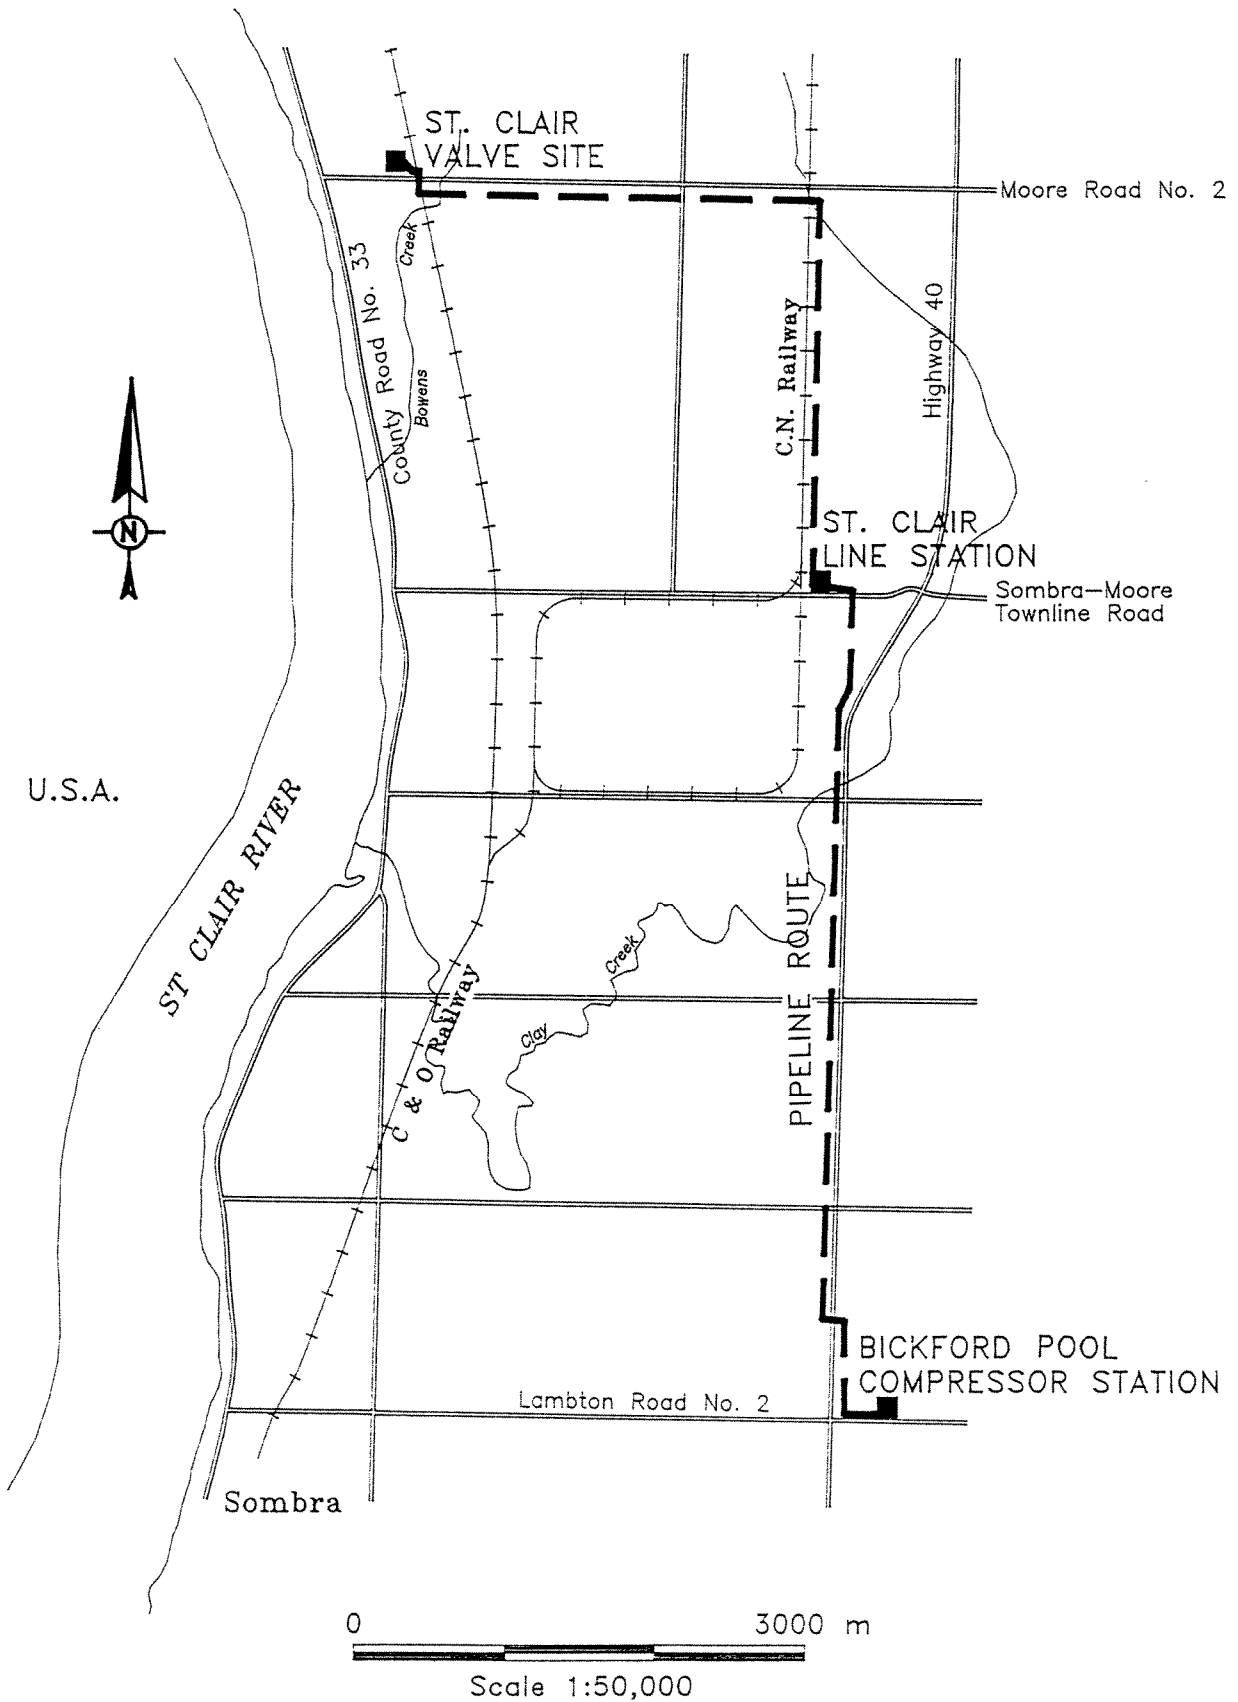 ST. CLAIR
VALVE SITE
Moore Road No. 2
Creek
Bowens
County Road No. 33
C.N. Railway
Highway 40
N
ST. CLAIR
LINE STATION
Sombra-Moore
Townline Road
U.S.A.
ST CLAIR RIVER
PIPELINE ROUTE
Creek
Clay
C & O Railway
BICKFORD POOL
COMPRESSOR STATION
Lambton Road No. 2
Sombra
0 3000 m
Scale 1:50,000